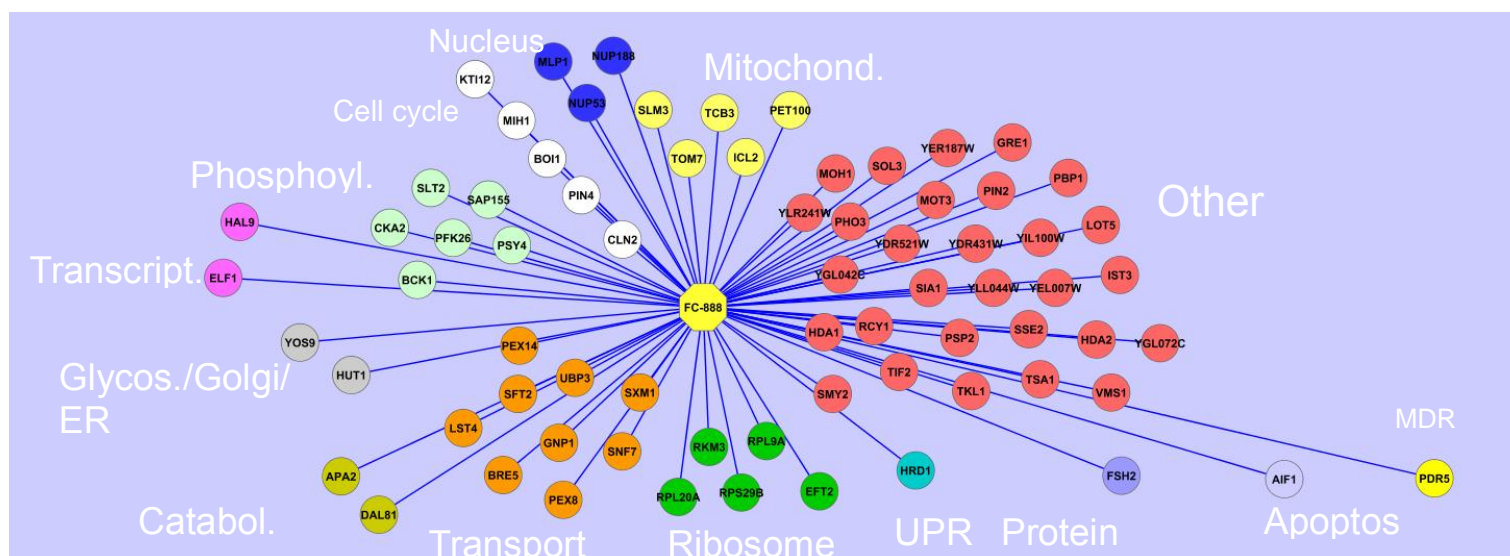 Nucleus
MLP1
NUP188
NUP53
KTI12
Mitochond.
Cell cycle
MIH1
BOI1
PIN4
CLN2
SLM3
TCB3
PET100
TOM7
ICL2
Phosphoyl.
SLT2
SAP155
CKA2
PFK26
PSY4
BCK1
HAL9
Transcript.
ELF1
FC-888
MOH1
SOL3
YER187W
GRE1
YLR241W
PHO3
MOT3
PIN2
PBP1
Other
YDR521W
YDR431W
YIL100W
LOT5
YGL042C
SIA1
YLL044W
YEL007W
IST3
HDA1
RCY1
PSP2
SSE2
HDA2
YGL072C
TIF2
TKL1
TSA1
VMS1
SMY2
YOS9
HUT1
Glycos./Golgi/
ER
PEX14
UBP3
SFT2
SXM1
LST4
GNP1
SNF7
BRE5
PEX8
APA2
DAL81
Catabol.
Transport
RKM3
RPL9A
RPL20A
RPS29B
EFT2
Ribosome
HRD1
UPR
FSH2
Protein
AIF1
Apoptos
MDR
PDR5